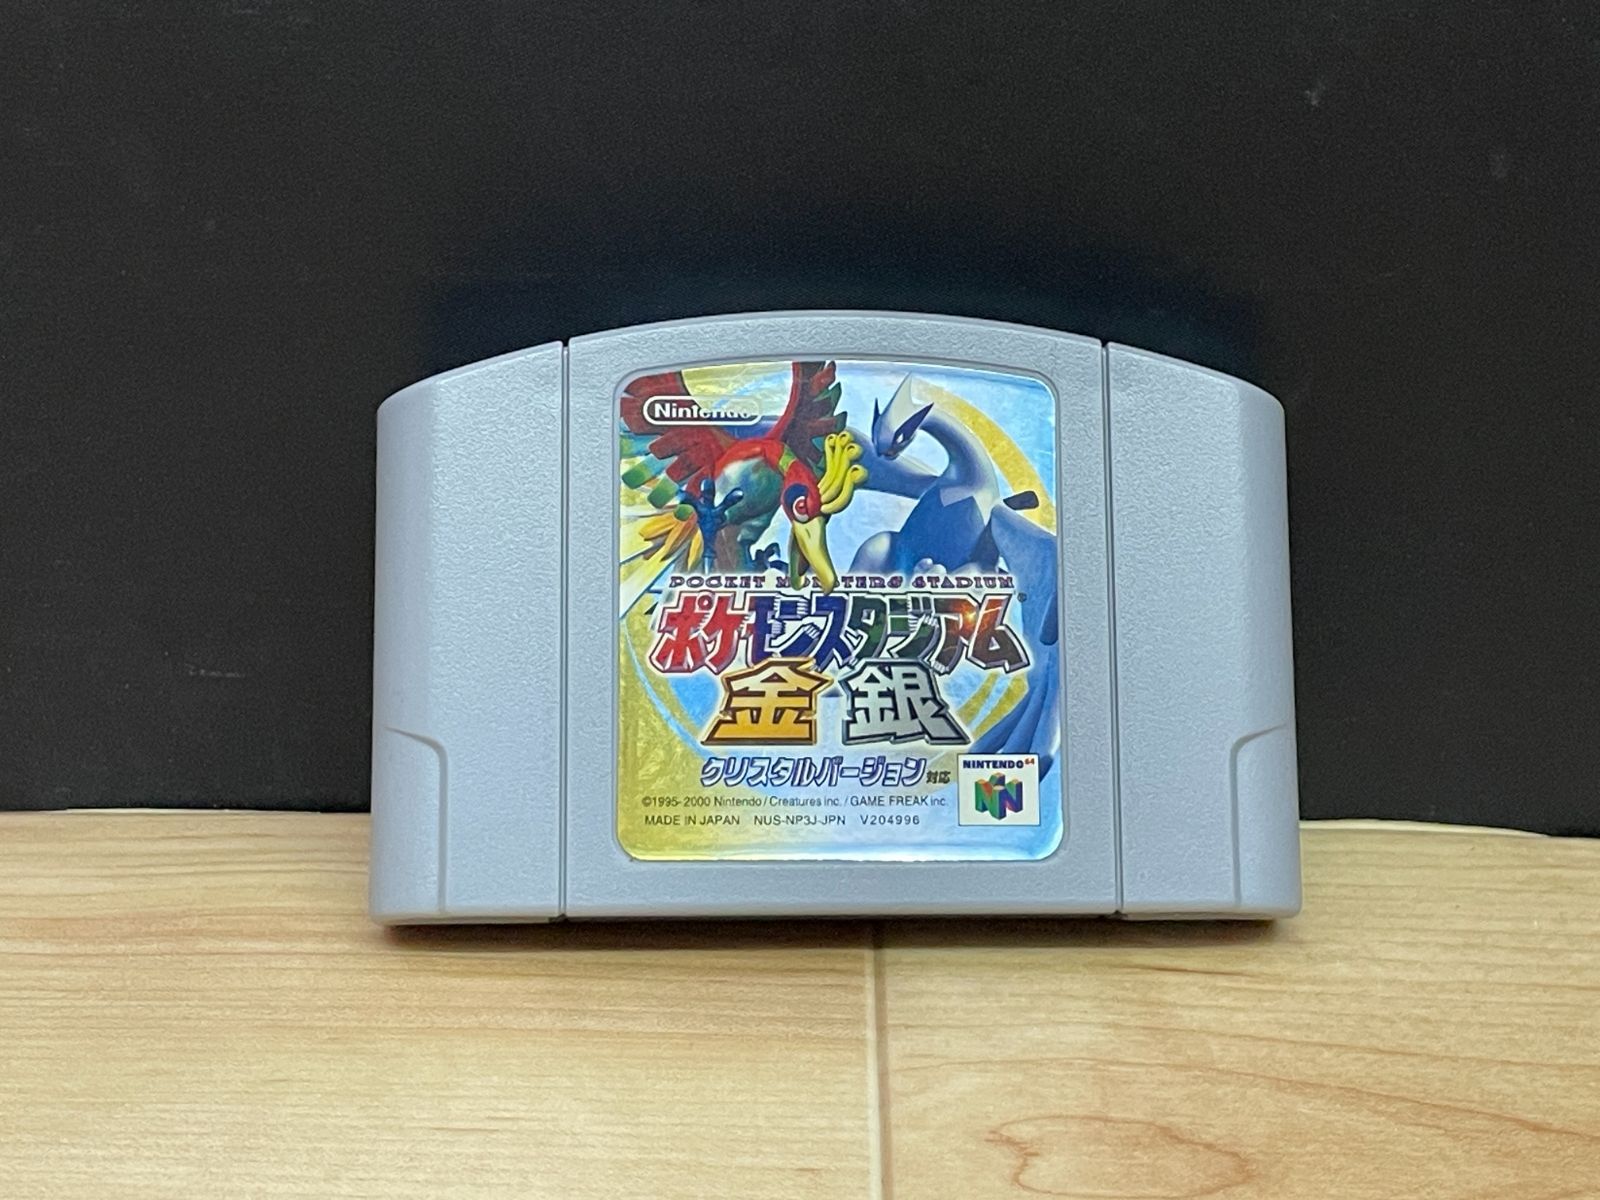 Nintendo
POCKET MONSTERS STADIUM
ポケモンスタジアム®
金 銀
クリスタルバージョン対応
NINTENDO64
©1995-2000 Nintendo/Creatures inc./GAME FREAK inc.
MADE IN JAPAN NUS-NP3J-JPN V204996